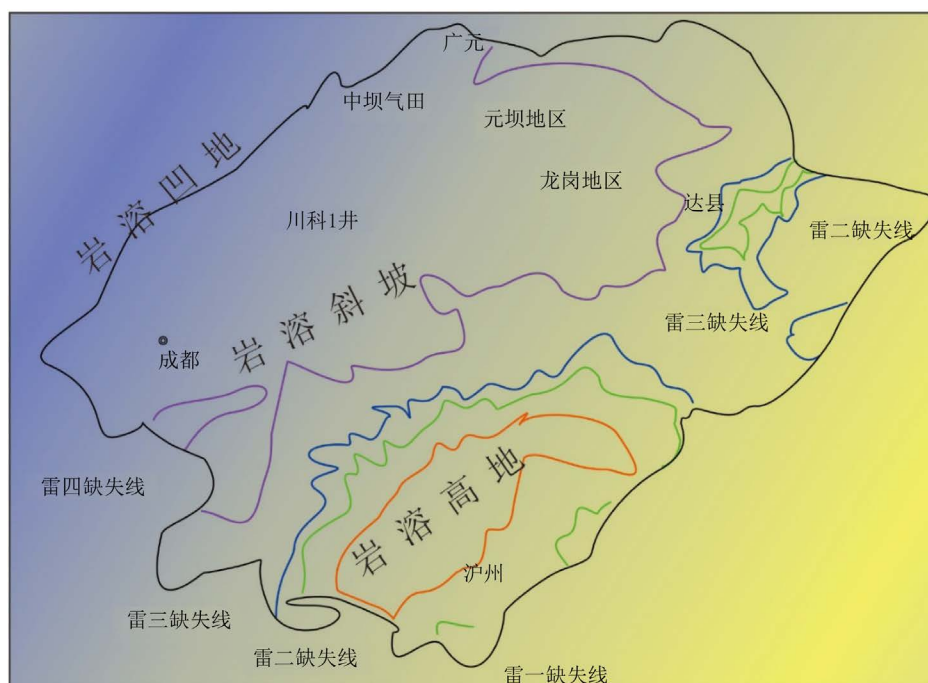 广元
中坝气田
元坝地区
岩溶凹地
龙岗地区
达县
川科1井
雷二缺失线
岩溶斜坡
雷三缺失线
成都
雷四缺失线
岩溶高地
泸州
雷三缺失线
雷二缺失线
雷一缺失线